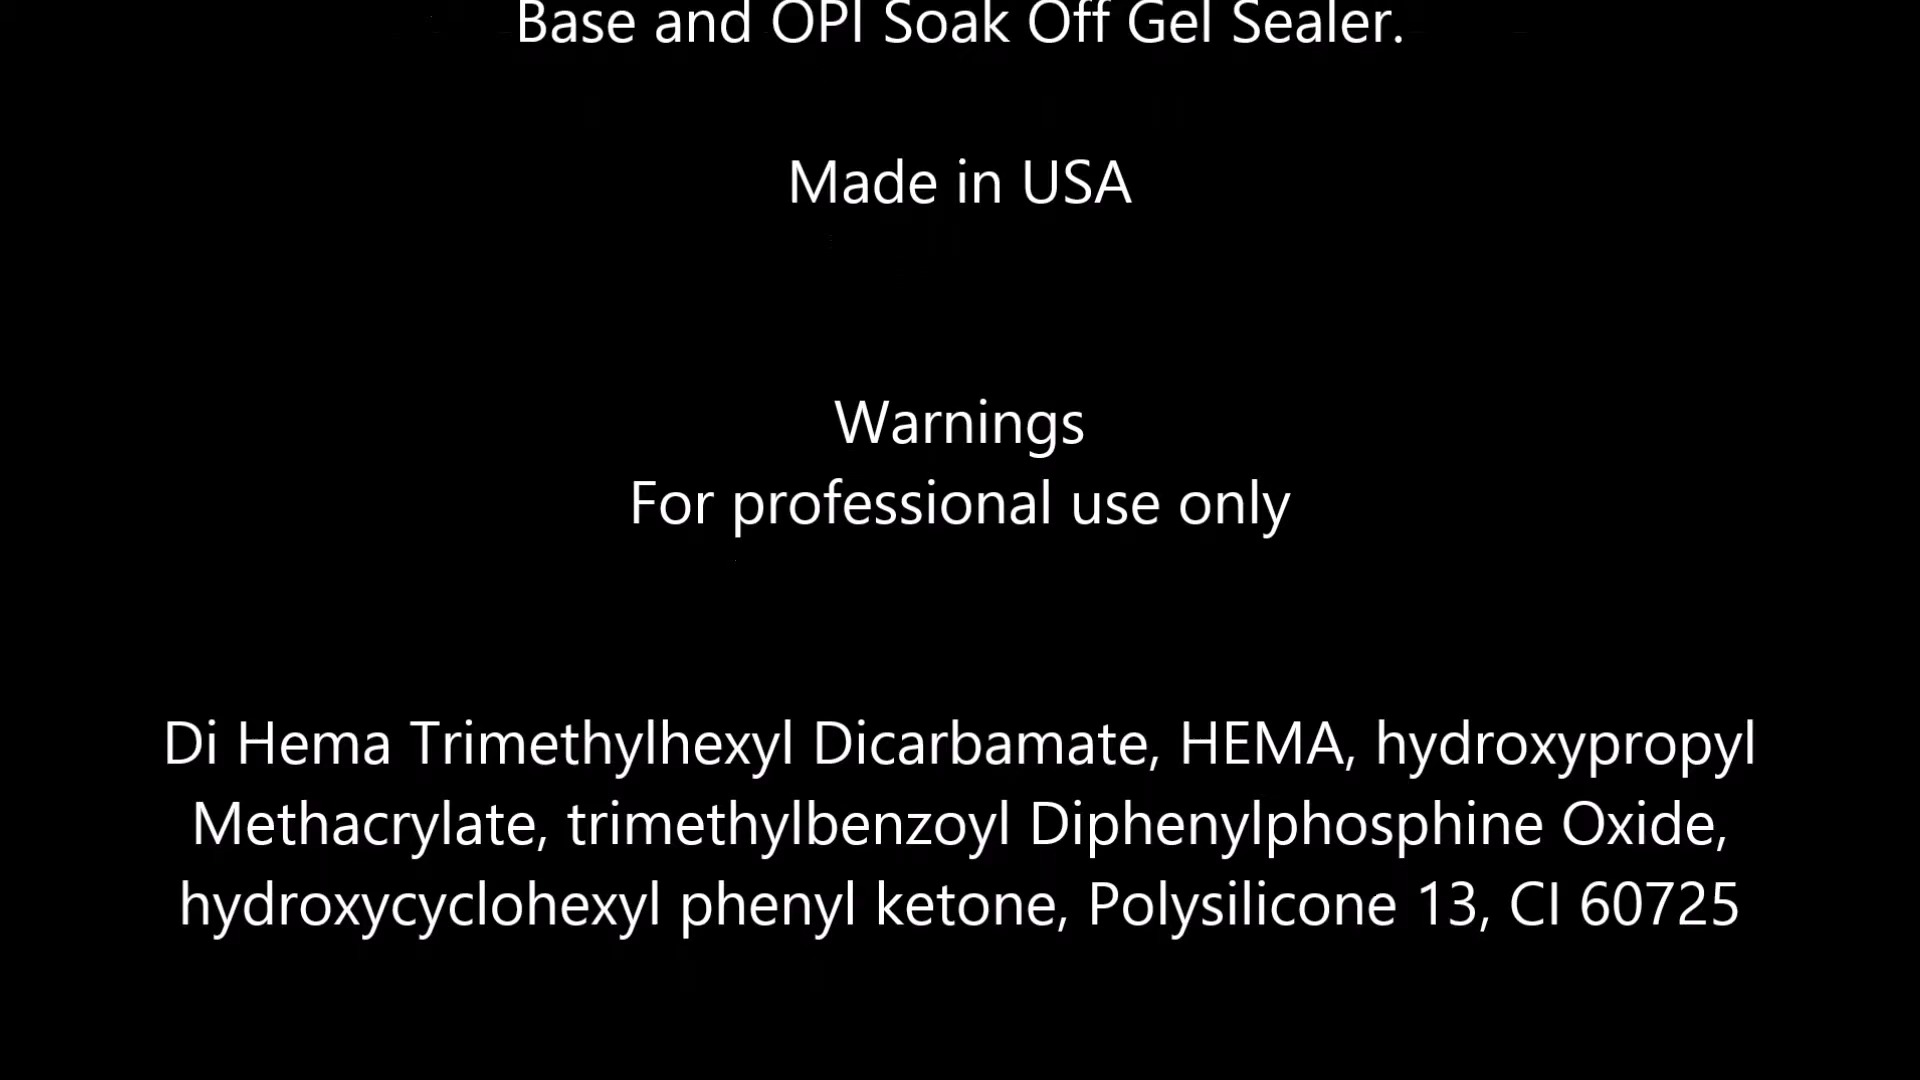 Base and OPI Soak Off Gel Sealer.
Made in USA
Warnings
For professional use only
Di Hema Trimethylhexyl Dicarbamate, HEMA, hydroxypropyl
Methacrylate, trimethylbenzoyl Diphenylphosphine Oxide,
hydroxycyclohexyl phenyl ketone, Polysilicone 13, CI 60725